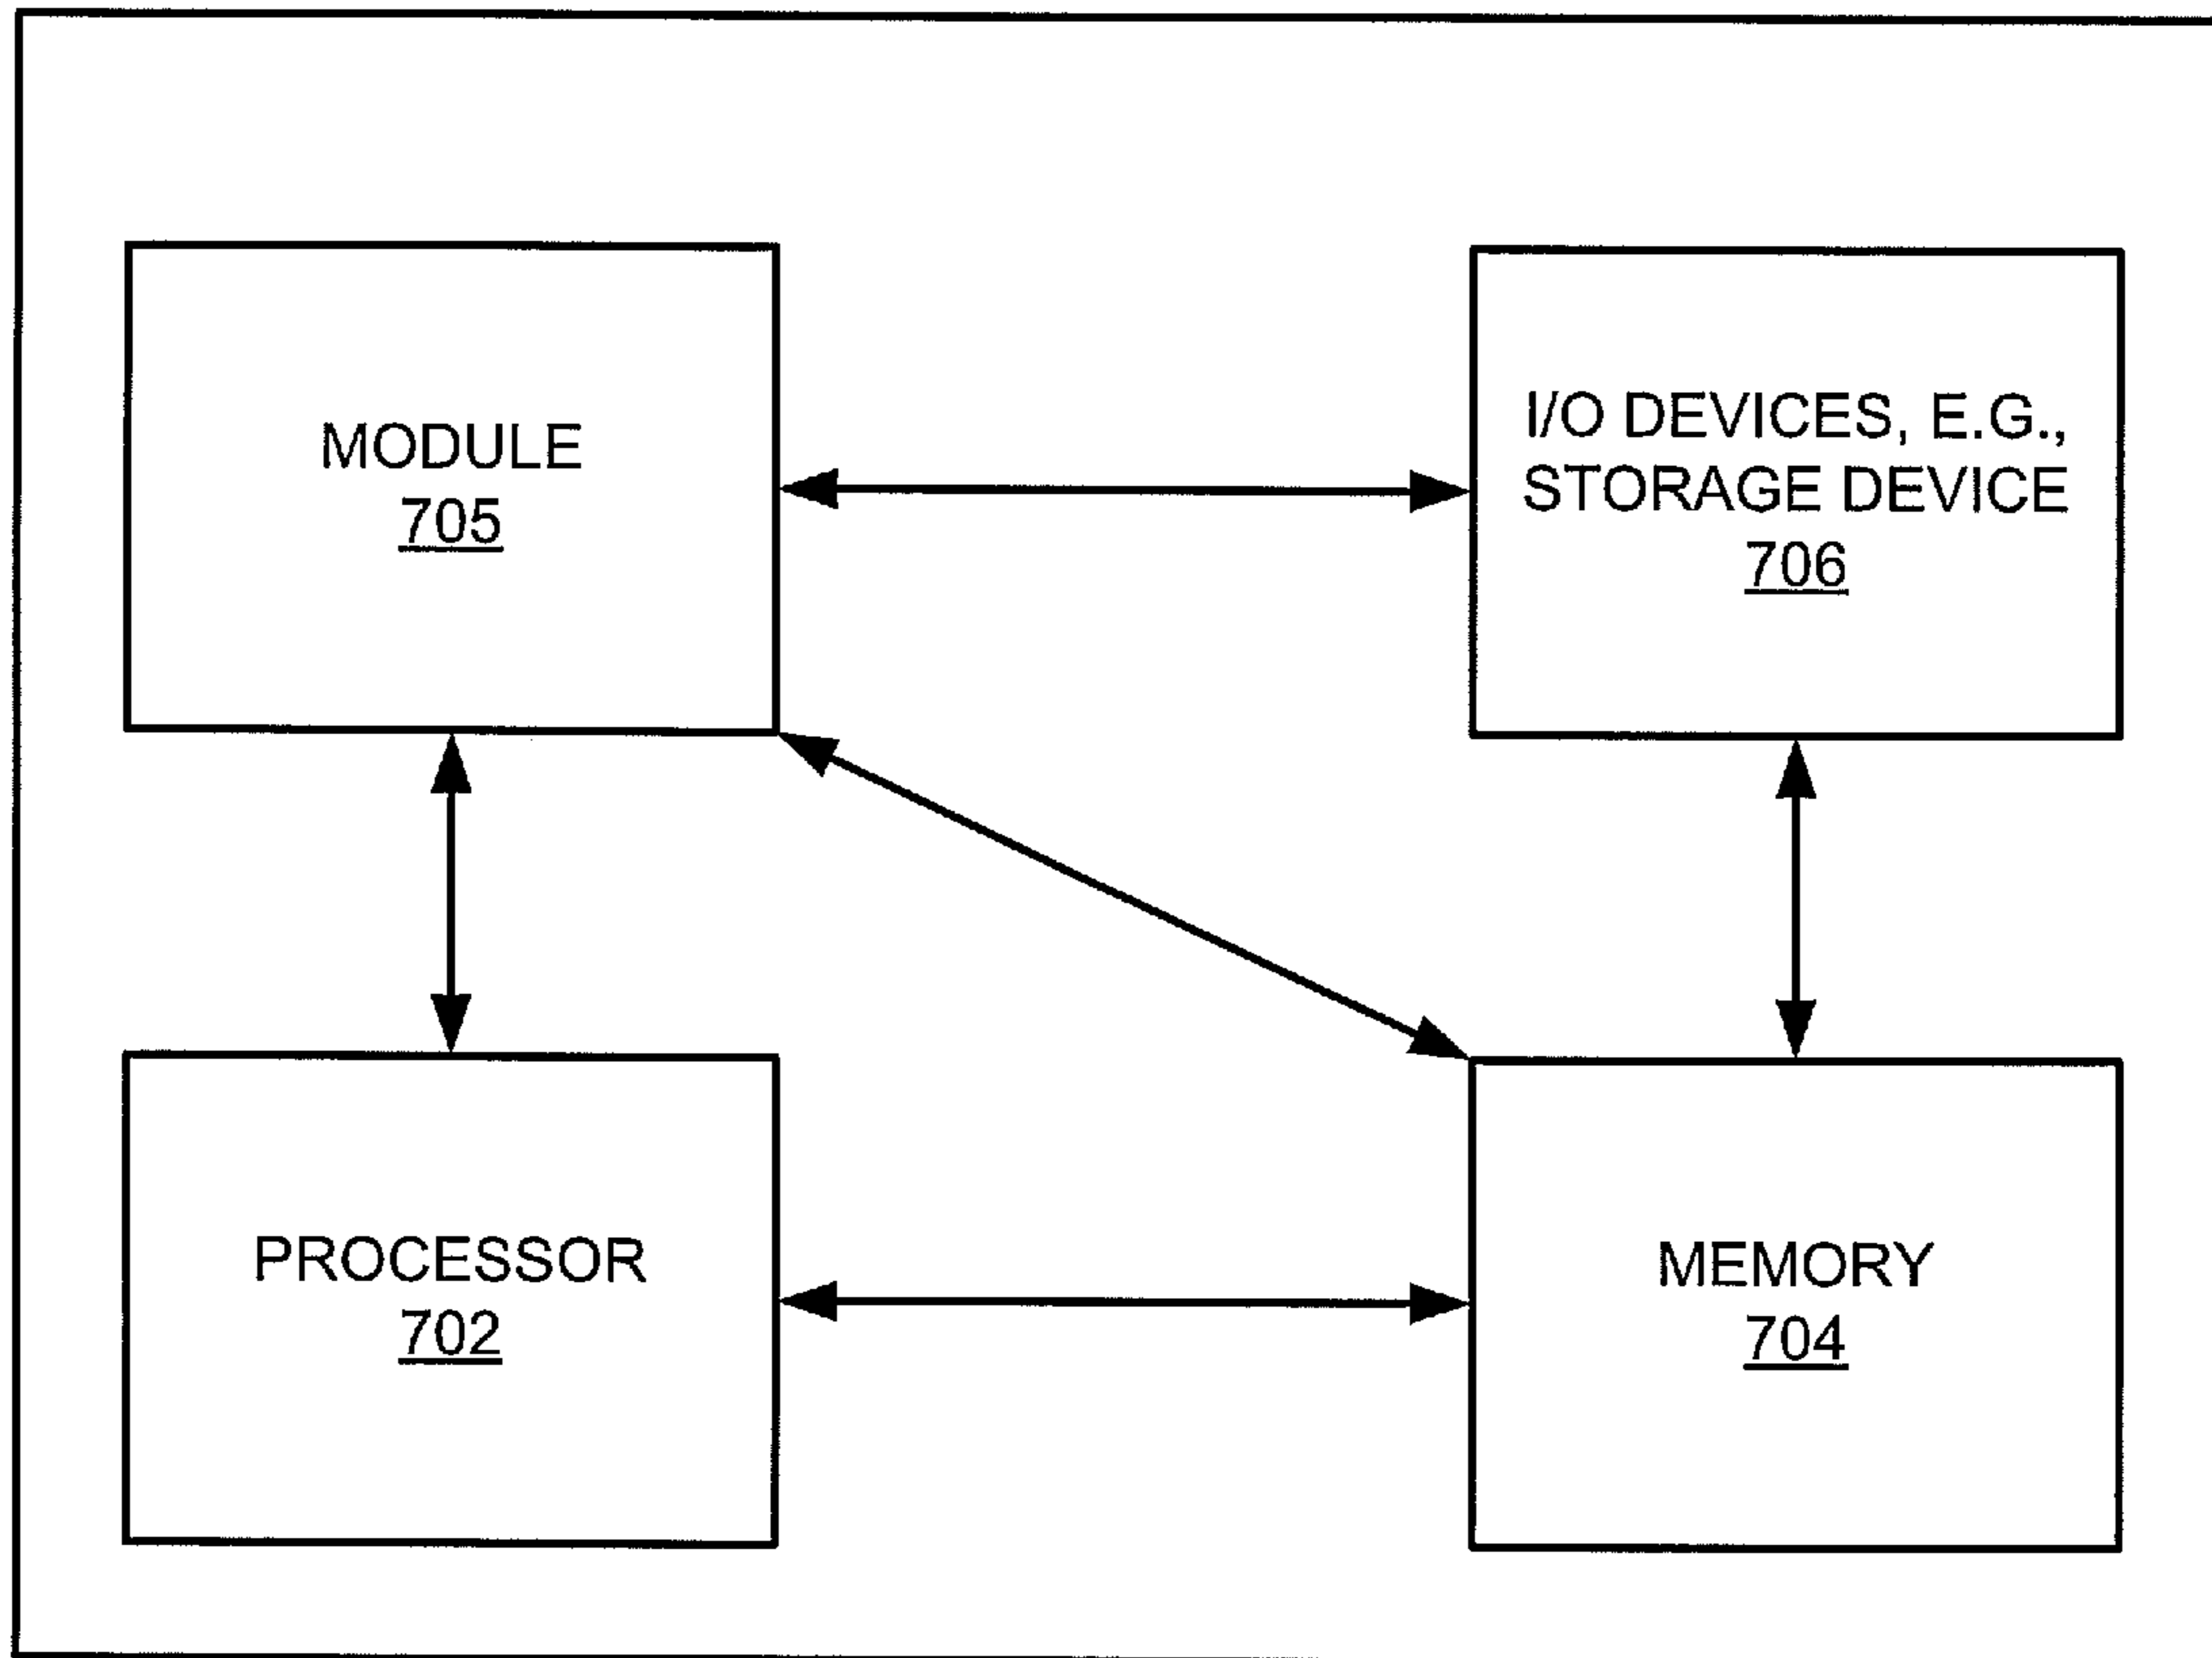 MODULE
705
I/O DEVICES, E.G.,
STORAGE DEVICE
706
PROCESSOR
702
MEMORY
704